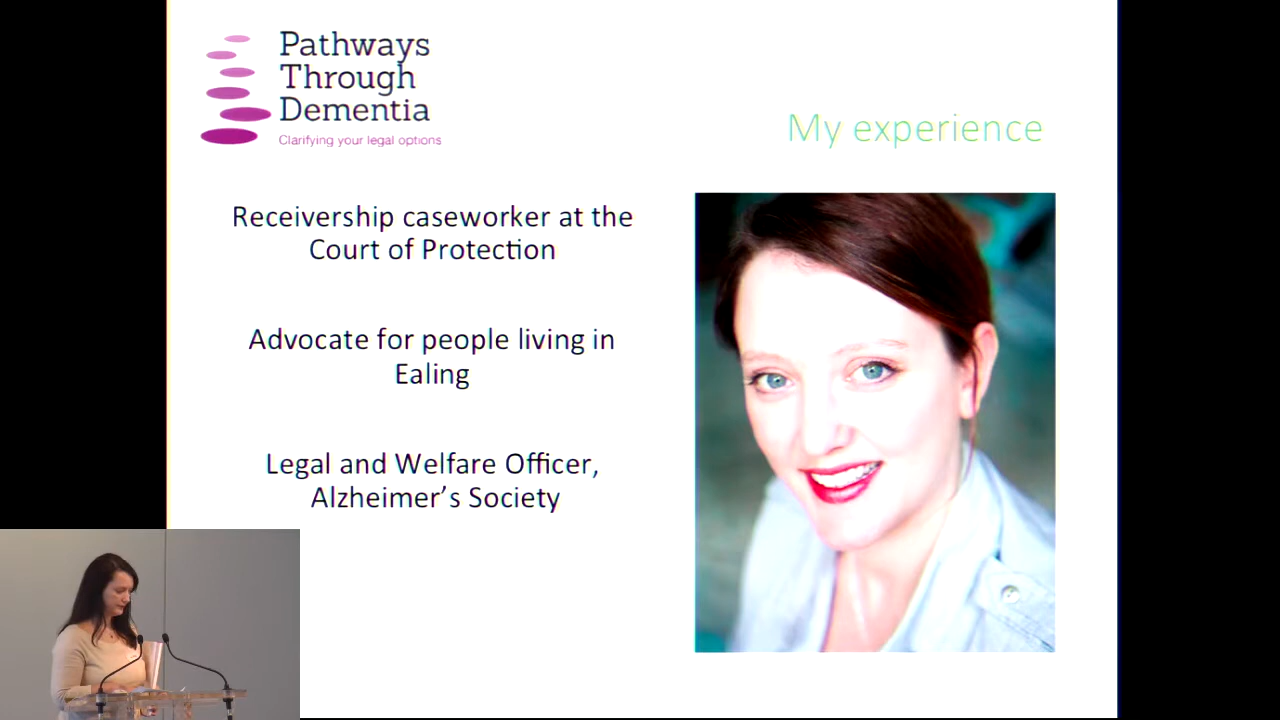 Pathways
Through
Dementia
Clarifying your legal options
My experience
Receivership caseworker at the
Court of Protection
Advocate for people living in
Ealing
Legal and Welfare Officer,
Alzheimer’s Society